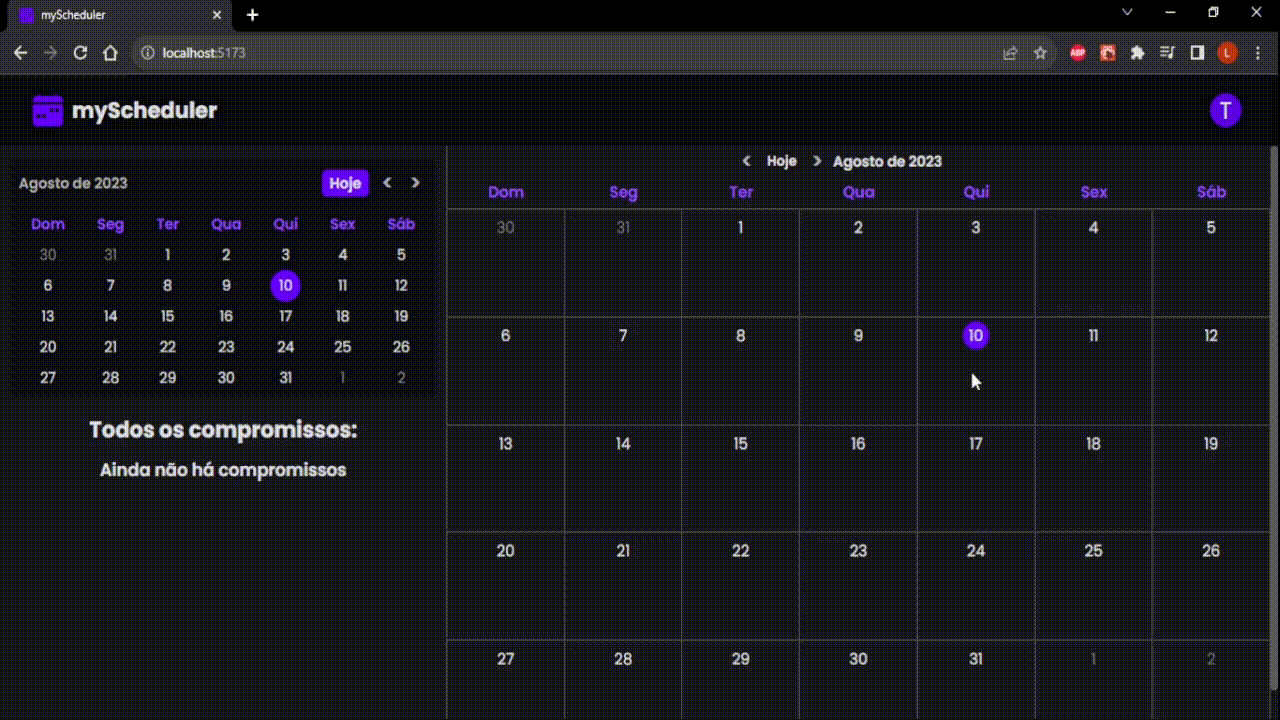 myScheduler
localhost:5173
ABP
L
myScheduler
T
Agosto de 2023 Hoje
Dom Seg Ter Qua Qui Sex Sáb
30 31 1 2 3 4 5
6 7 8 9 10 11 12
13 14 15 16 17 18 19
20 21 22 23 24 25 26
27 28 29 30 31 1 2
Todos os compromissos:
Ainda não há compromissos
Hoje Agosto de 2023
Dom Seg Ter Qua Qui Sex Sáb
30 31 1 2 3 4 5
6 7 8 9 10 11 12
13 14 15 16 17 18 19
20 21 22 23 24 25 26
27 28 29 30 31 1 2